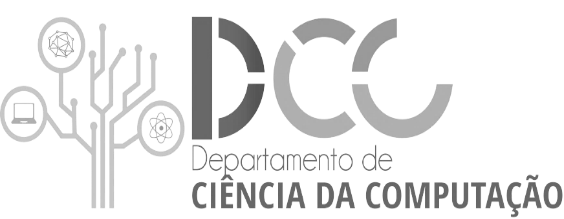 DCC
Departamento de
CIÊNCIA DA COMPUTAÇÃO